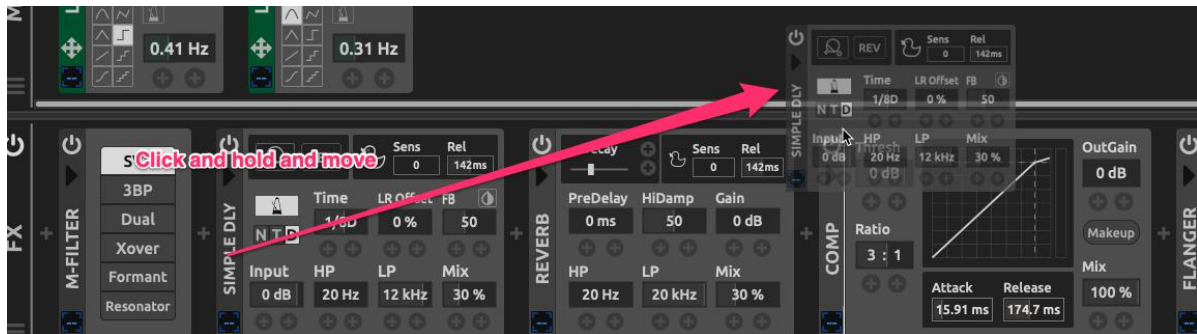 M
L
L
0.41 Hz
0.31 Hz
REV
Sens
0
Rel
142ms
SIMPLE DLY
Time
1/8D
LR Offset
0 %
FB
50
N T D
Input
0 dB
HP
20 Hz
LP
12 kHz
Mix
30 %
Click and hold and move
FX
M-FILTER
3BP
Dual
Xover
Formant
Resonator
SIMPLE DLY
Sens
0
Rel
142ms
Time
1/8D
LR Offset
0 %
FB
50
N T D
Input
0 dB
HP
20 Hz
LP
12 kHz
Mix
30 %
REVERB
Sens
0
Rel
142ms
PreDelay
0 ms
HiDamp
50
Gain
0 dB
HP
20 Hz
LP
20 kHz
Mix
30 %
COMP
Thresh
0 dB
Ratio
3 : 1
Attack
15.91 ms
Release
174.7 ms
OutGain
0 dB
Makeup
Mix
100 %
FLANGER